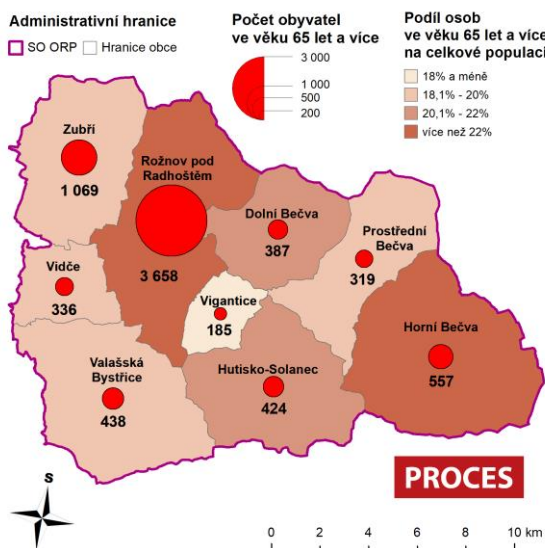 Administrativní hranice
SO ORP
Hranice obce
Počet obyvatel
ve věku 65 let a více
3 000
1 000
500
200
Podíl osob
ve věku 65 let a více
na celkové populaci
18% a méně
18,1% - 20%
20,1% - 22%
více než 22%
Zubří
1 069
Rožnov pod
Radhoštěm
3 658
Dolní Bečva
387
Prostřední
Bečva
319
Vidče
336
Vigantice
185
Horní Bečva
557
Valašská
Bystřice
438
Hutisko-Solanec
424
PROCES
S
0 2 4 6 8 10 km